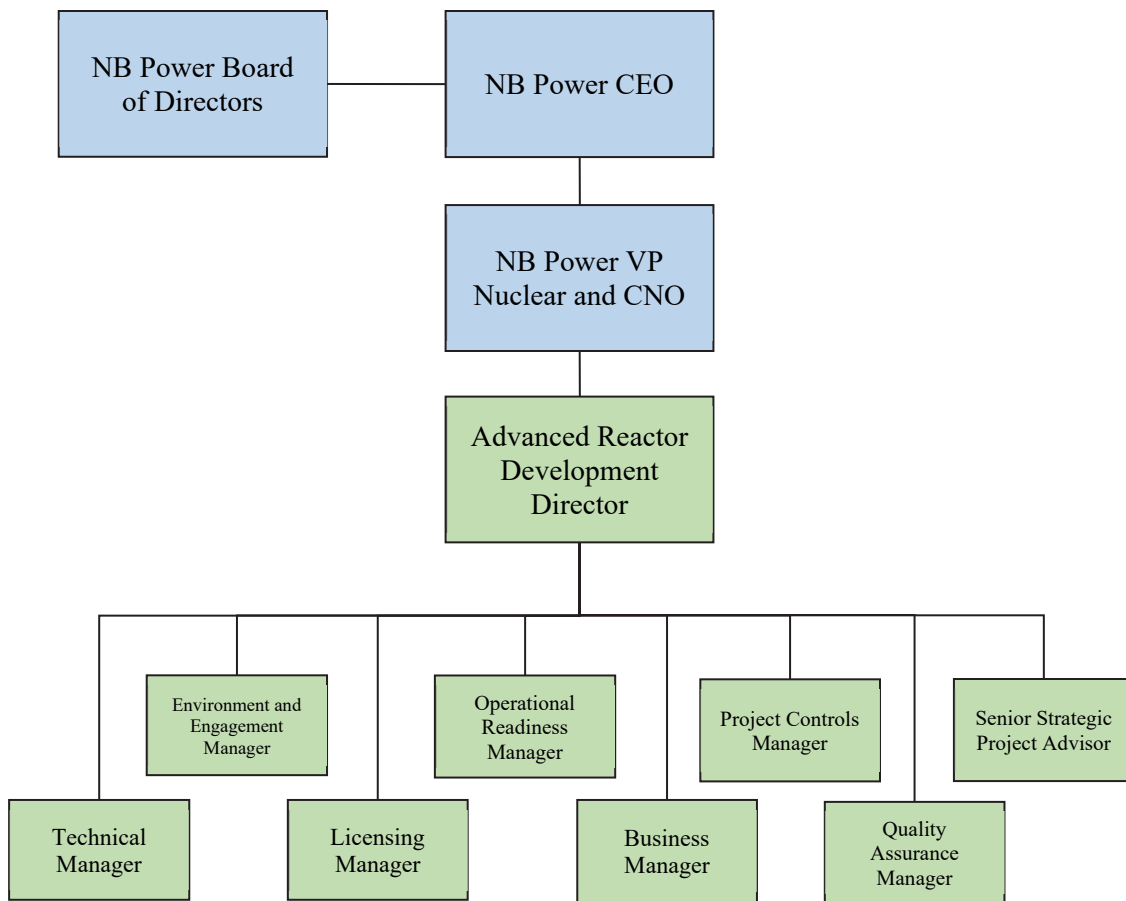 NB Power Board
of Directors
NB Power CEO
NB Power VP
Nuclear and CNO
Advanced Reactor
Development
Director
Environment and
Engagement
Manager
Operational
Readiness
Manager
Project Controls
Manager
Senior Strategic
Project Advisor
Technical
Manager
Licensing
Manager
Business
Manager
Quality
Assurance
Manager